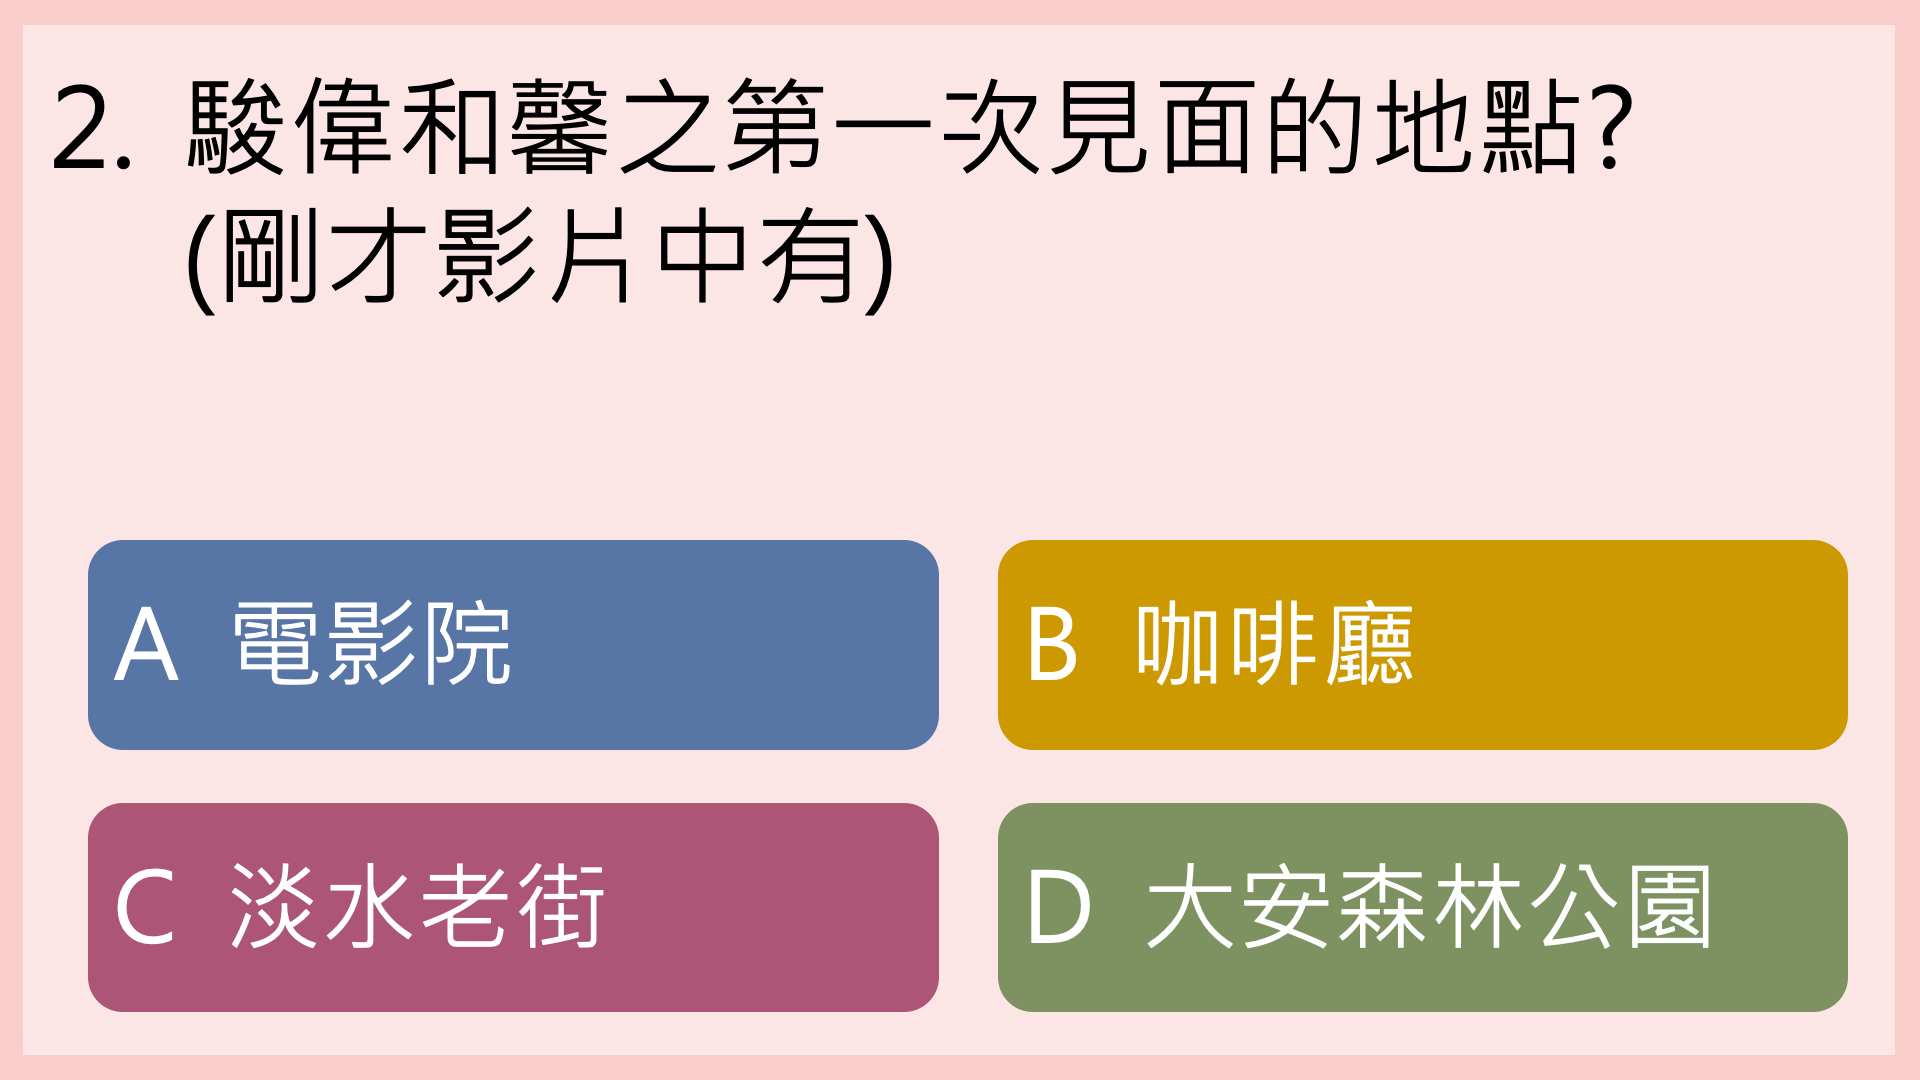 2. 駿偉和馨之第一次見面的地點?
(剛才影片中有)
A 電影院
B 咖啡廳
C 淡水老街
D 大安森林公園